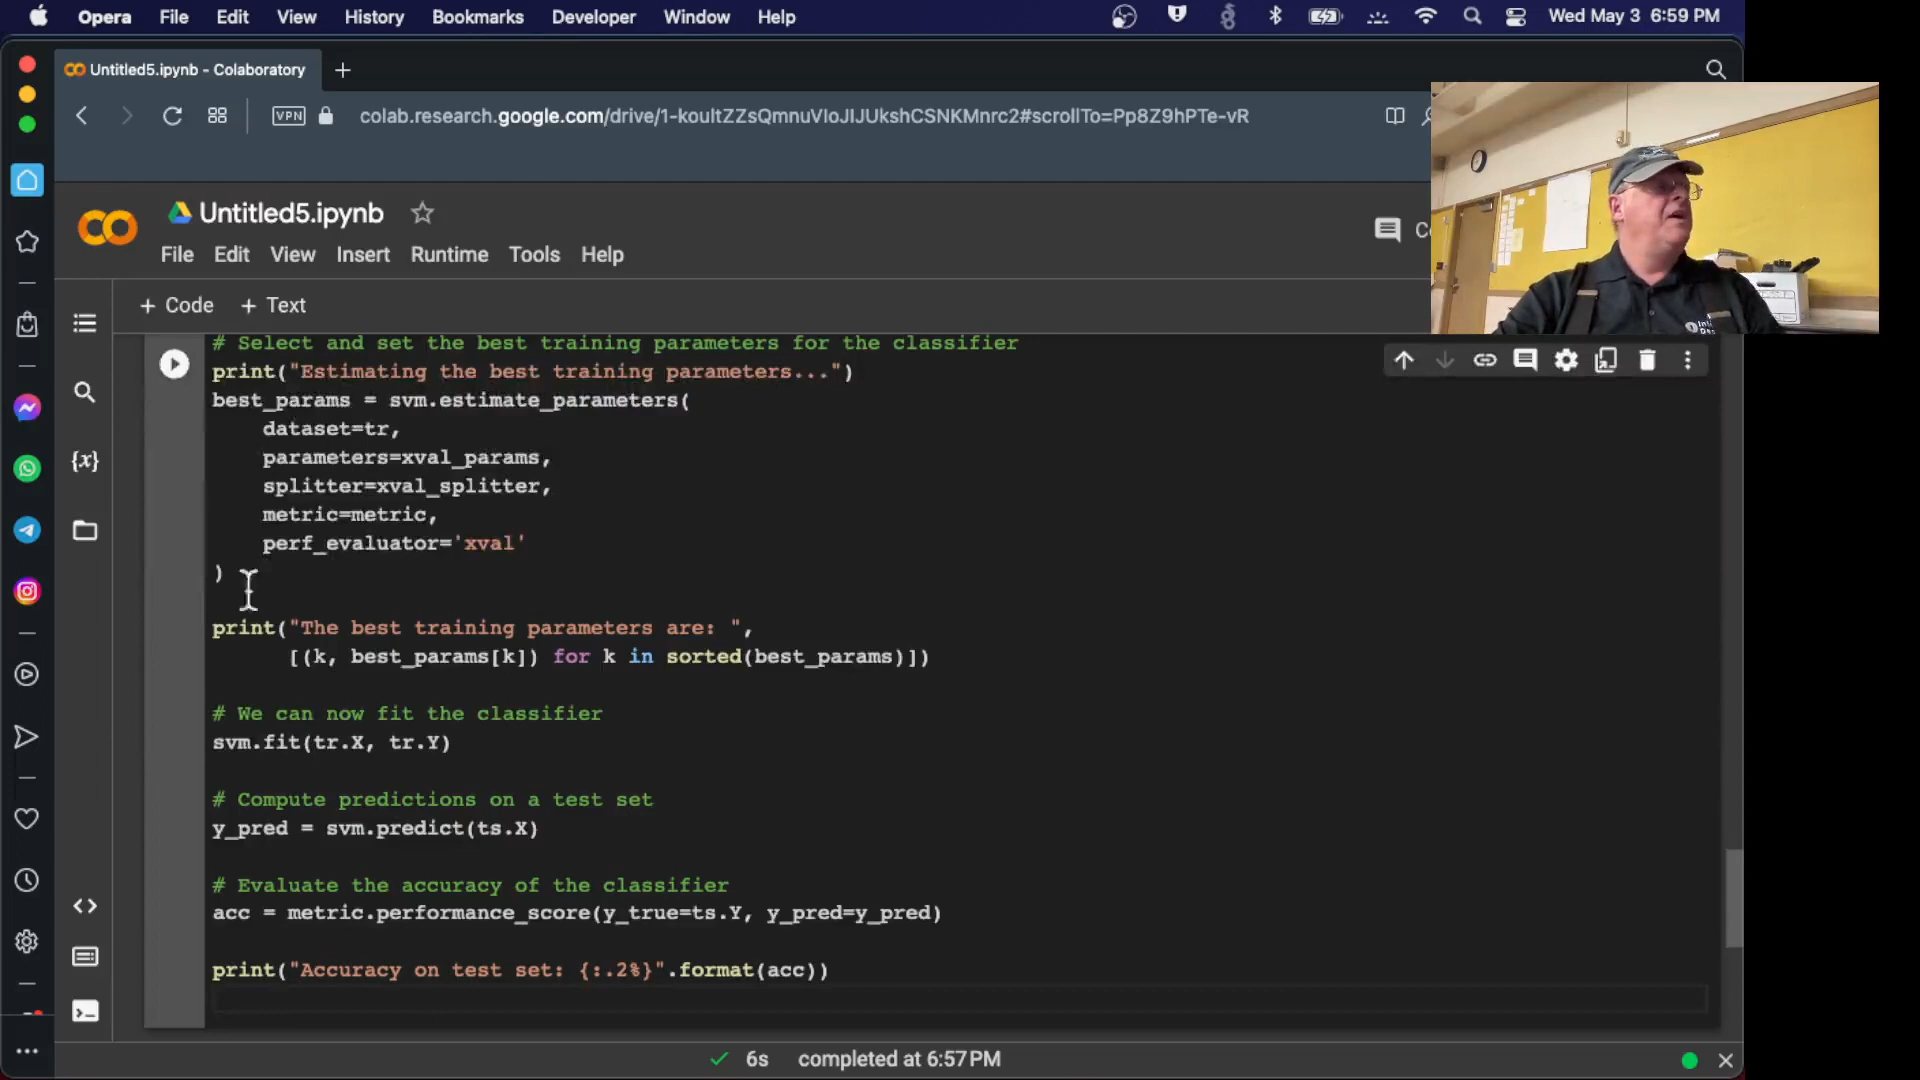 Opera File Edit View History Bookmarks Developer Window Help Wed May 3 6:59 PM
Untitled5.ipynb - Colaboratory
VPN colab.research.google.com/drive/1-koultZZsQmnuVIoJIJUkshCSNKMnrc2#scrollTo=Pp8Z9hPTe-vR
Untitled5.ipynb
File Edit View Insert Runtime Tools Help
+ Code + Text
# Select and set the best training parameters for the classifier
print("Estimating the best training parameters...")
best_params = svm.estimate_parameters(
dataset=tr,
parameters=xval_params,
splitter=xval_splitter,
metric=metric,
perf_evaluator='xval'
)
print("The best training parameters are: ",
[(k, best_params[k]) for k in sorted(best_params)])
# We can now fit the classifier
svm.fit(tr.X, tr.Y)
# Compute predictions on a test set
y_pred = svm.predict(ts.X)
# Evaluate the accuracy of the classifier
acc = metric.performance_score(y_true=ts.Y, y_pred=y_pred)
print("Accuracy on test set: {:.2%}".format(acc))
6s completed at 6:57 PM